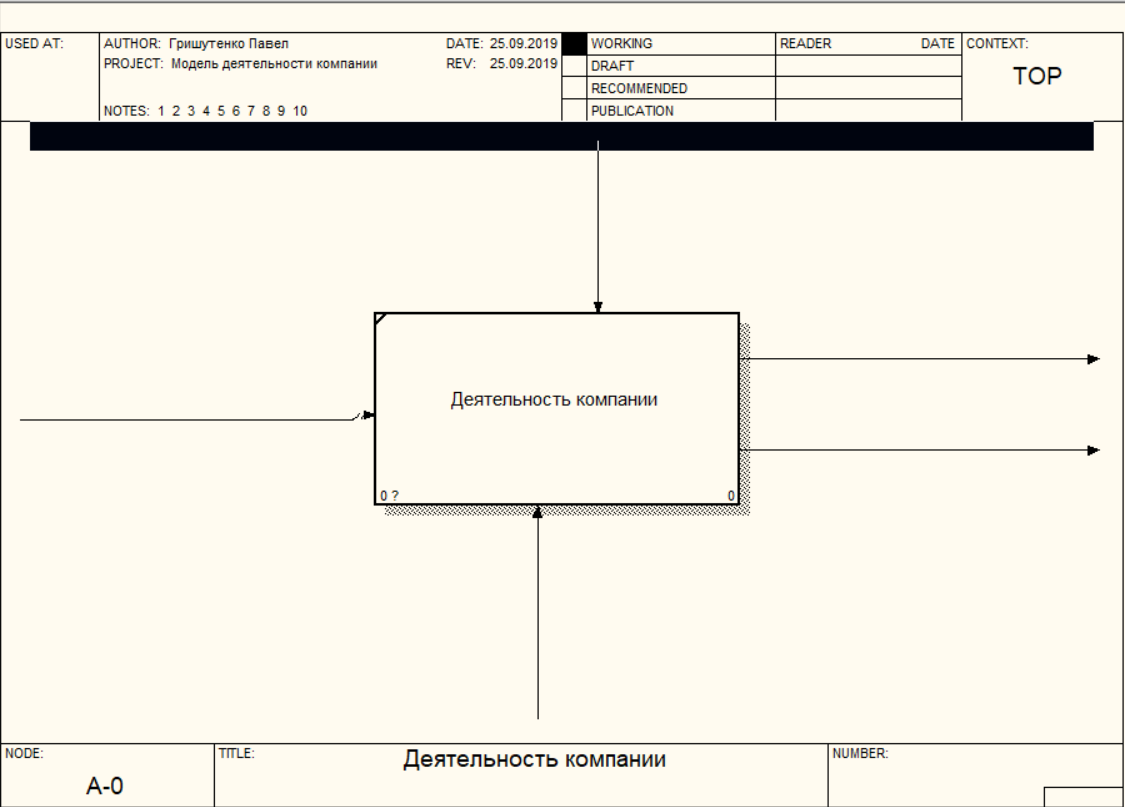 USED AT:
AUTHOR: Гришутенко Павел
DATE: 25.09.2019
WORKING
READER
DATE
CONTEXT:
PROJECT: Модель деятельности компании
REV: 25.09.2019
DRAFT
TOP
RECOMMENDED
NOTES: 1 2 3 4 5 6 7 8 9 10
PUBLICATION
Деятельность компании
0 ?
0
NODE:
TITLE:
Деятельность компании
NUMBER:
A-0